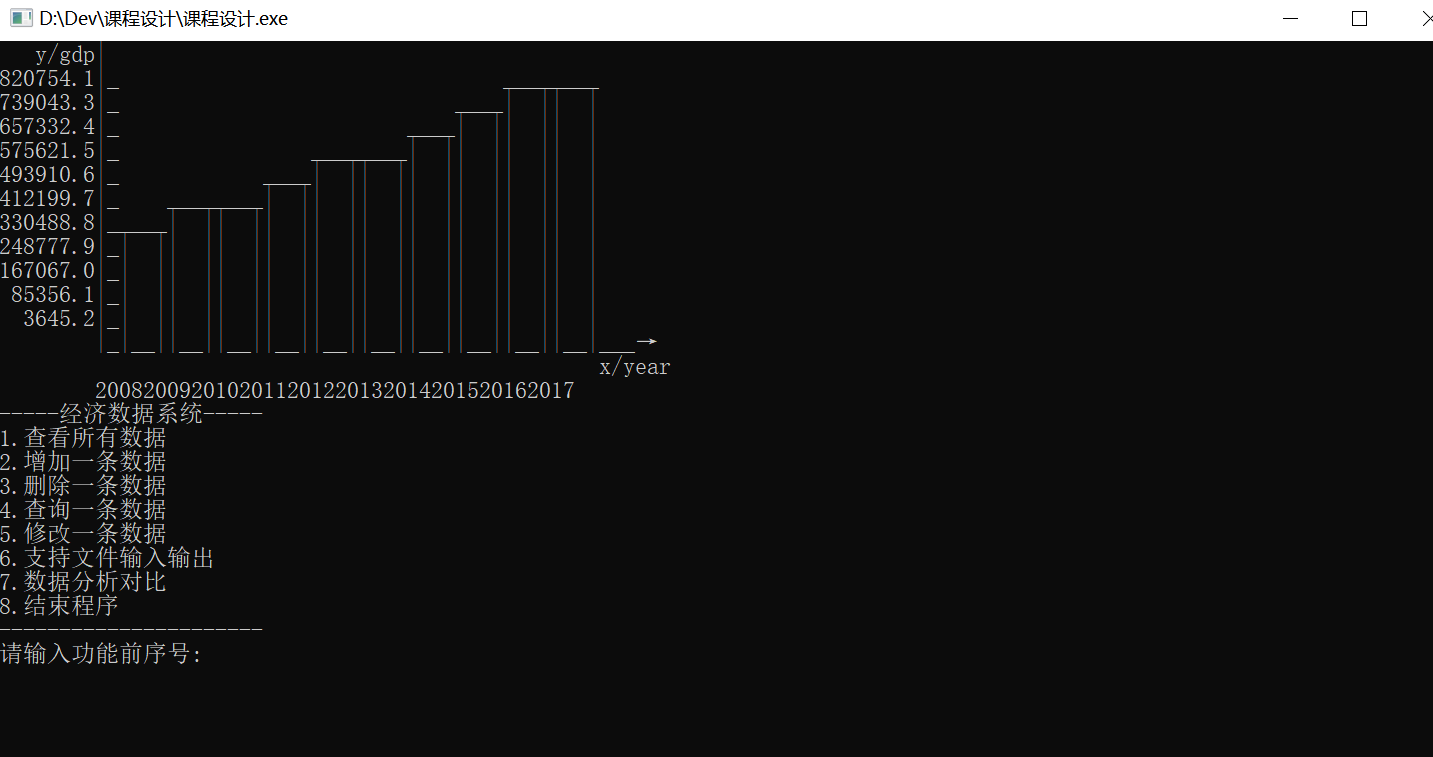 D:\Dev\课程设计\课程设计.exe
y/gdp
820754.1
739043.3
657332.4
575621.5
493910.6
412199.7
330488.8
248777.9
167067.0
85356.1
3645.2
x/year
2008200920102011201220132014201520162017
-----经济数据系统-----
1.查看所有数据
2.增加一条数据
3.删除一条数据
4.查询一条数据
5.修改一条数据
6.支持文件输入输出
7.数据分析对比
8.结束程序
----------------------
请输入功能前序号: